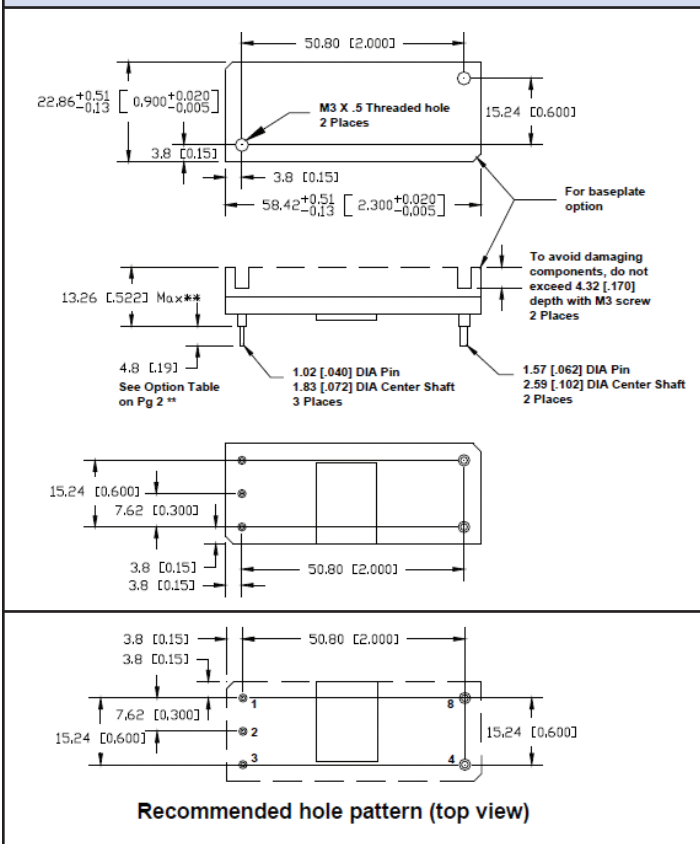 50.80 [2.000]
22.86+0.51-0.13 [ 0.900+0.020-0.005 ]
M3 X .5 Threaded hole
2 Places
15.24 [0.600]
3.8 [0.15]
3.8 [0.15]
58.42+0.51-0.13 [ 2.300+0.020-0.005 ]
For baseplate
option
13.26 [.522] Max**
To avoid damaging
components, do not
exceed 4.32 [.170]
depth with M3 screw
2 Places
4.8 [.19]
See Option Table
on Pg 2 **
1.02 [.040] DIA Pin
1.83 [.072] DIA Center Shaft
3 Places
1.57 [.062] DIA Pin
2.59 [.102] DIA Center Shaft
2 Places
15.24 [0.600]
7.62 [0.300]
3.8 [0.15]
3.8 [0.15]
50.80 [2.000]
3.8 [0.15]
50.80 [2.000]
3.8 [0.15]
1
8
7.62 [0.300]
2
15.24 [0.600]
15.24 [0.600]
3
4
Recommended hole pattern (top view)